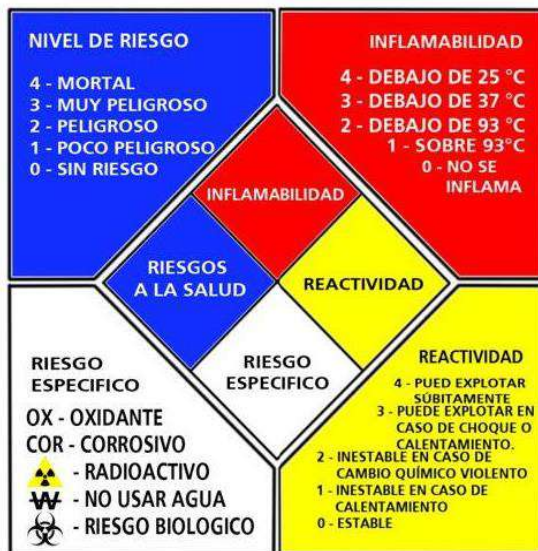 NIVEL DE RIESGO
4 - MORTAL
3 - MUY PELIGROSO
2 - PELIGROSO
1 - POCO PELIGROSO
0 - SIN RIESGO
INFLAMABILIDAD
4 - DEBAJO DE 25 °C
3 - DEBAJO DE 37 °C
2 - DEBAJO DE 93 °C
1 - SOBRE 93°C
0 - NO SE
INFLAMA
INFLAMABILIDAD
RIESGOS
A LA SALUD
REACTIVIDAD
RIESGO
ESPECIFICO
RIESGO
ESPECIFICO
OX - OXIDANTE
COR - CORROSIVO
- RADIOACTIVO
W - NO USAR AGUA
- RIESGO BIOLOGICO
REACTIVIDAD
4 - PUED EXPLOTAR
SÚBITAMENTE
3 - PUEDE EXPLOTAR EN
CASO DE CHOQUE O
CALENTAMIENTO.
2 - INESTABLE EN CASO DE
CAMBIO QUÍMICO VIOLENTO
1 - INESTABLE EN CASO DE
CALENTAMIENTO
0 - ESTABLE